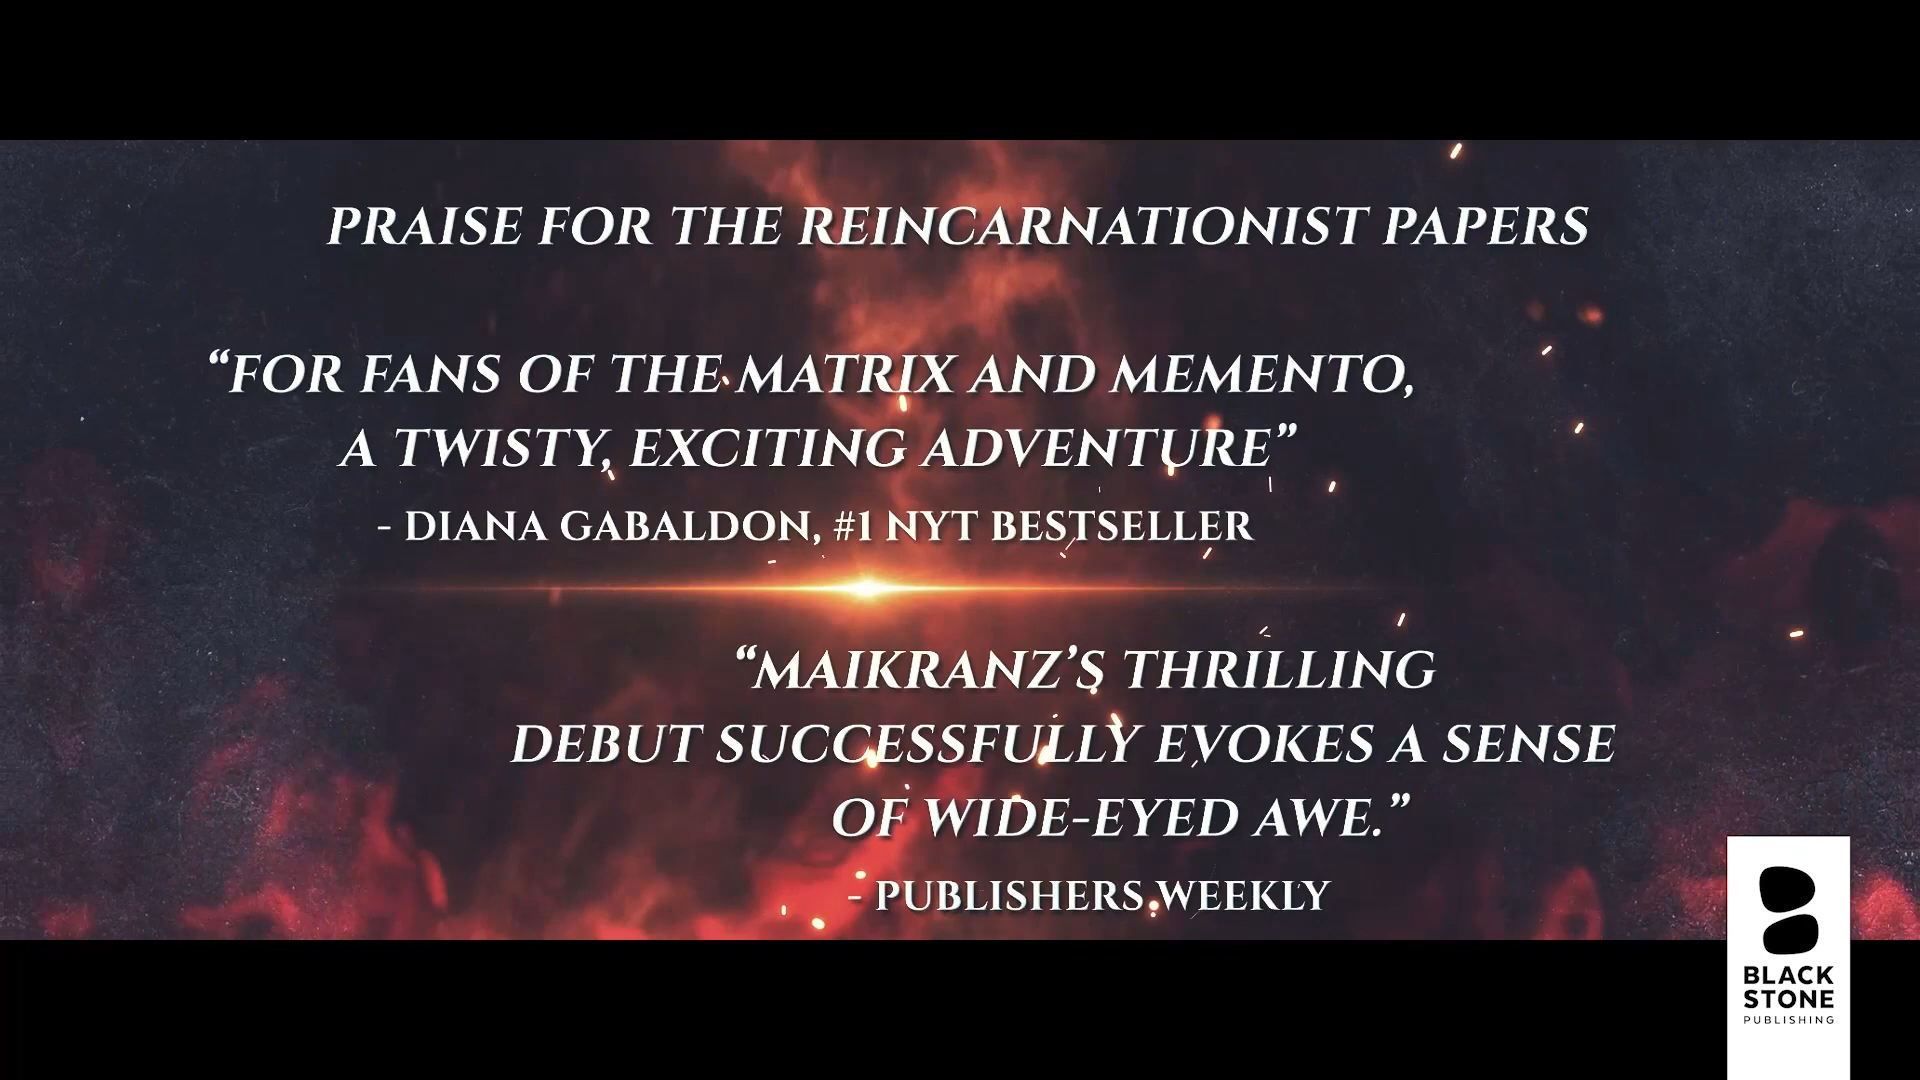 PRAISE FOR THE REINCARNATIONIST PAPERS
“FOR FANS OF THE MATRIX AND MEMENTO,
A TWISTY, EXCITING ADVENTURE”
- DIANA GABALDON, #1 NYT BESTSELLER
“MAIKRANZ’S THRILLING
DEBUT SUCCESSFULLY EVOKES A SENSE
OF WIDE-EYED AWE.”
- PUBLISHERS WEEKLY
BLACK
STONE
PUBLISHING